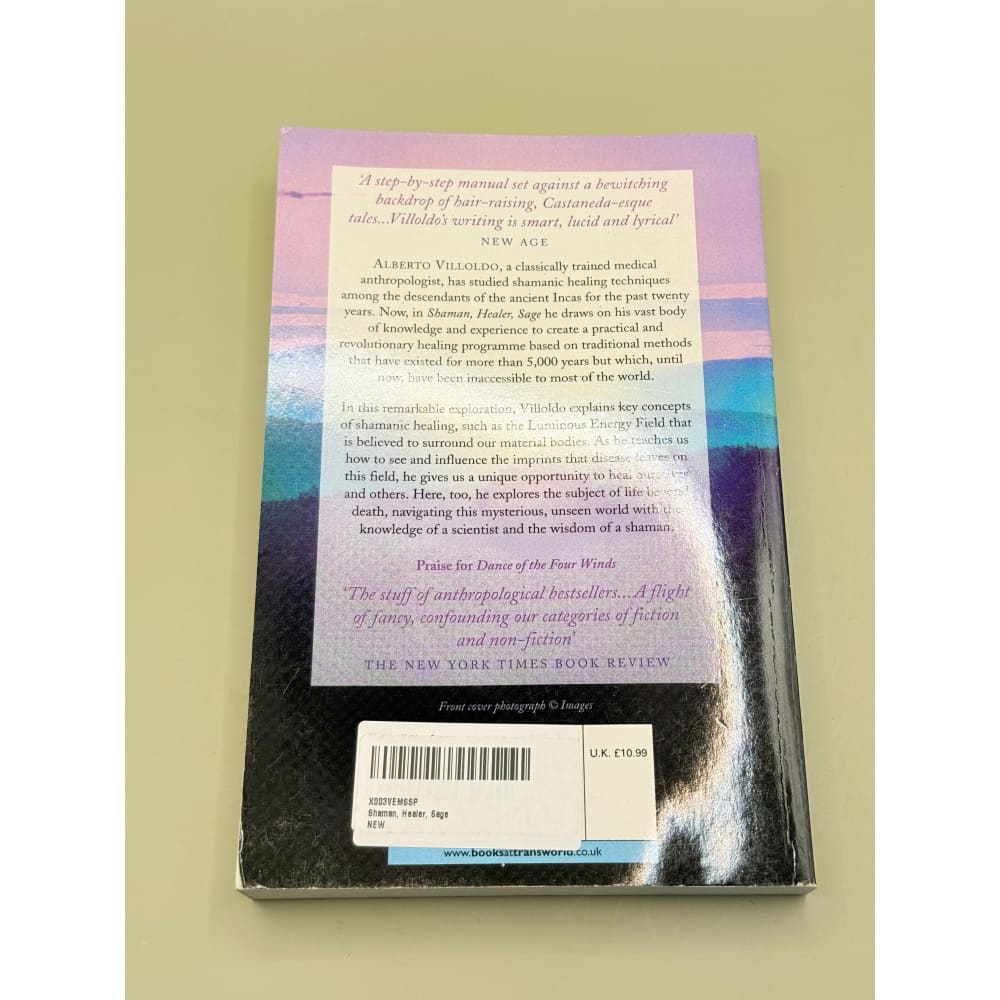 ‘A step-by-step manual set against a bewitching
backdrop of hair-raising, Castaneda-esque
tales...Villoldo’s writing is smart, lucid and lyrical’
NEW AGE
ALBERTO VILLOLDO, a classically trained medical
anthropologist, has studied shamanic healing techniques
among the descendants of the ancient Incas for the past twenty
years. Now, in Shaman, Healer, Sage he draws on his vast body
of knowledge and experience to create a practical and
revolutionary healing programme based on traditional methods
that have existed for more than 5,000 years but which, until
now, have been inaccessible to most of the world.
In this remarkable exploration, Villoldo explains key concepts
of shamanic healing, such as the Luminous Energy Field that
is believed to surround our material bodies. As he teaches us
how to see and influence the imprints that disease leaves on
this field, he gives us a unique opportunity to heal
and others. Here, too, he explores the subject of life beyond
death, navigating this mysterious, unseen world with the
knowledge of a scientist and the wisdom of a shaman.
Praise for Dance of the Four Winds
‘The stuff of anthropological bestsellers...A flight
of fancy, confounding our categories of fiction
and non-fiction’
THE NEW YORK TIMES BOOK REVIEW
Front cover photograph © Images
U.K. £10.99
X003VEMSSP
Shaman, Healer, Sage
NEW
www.booksattransworld.co.uk